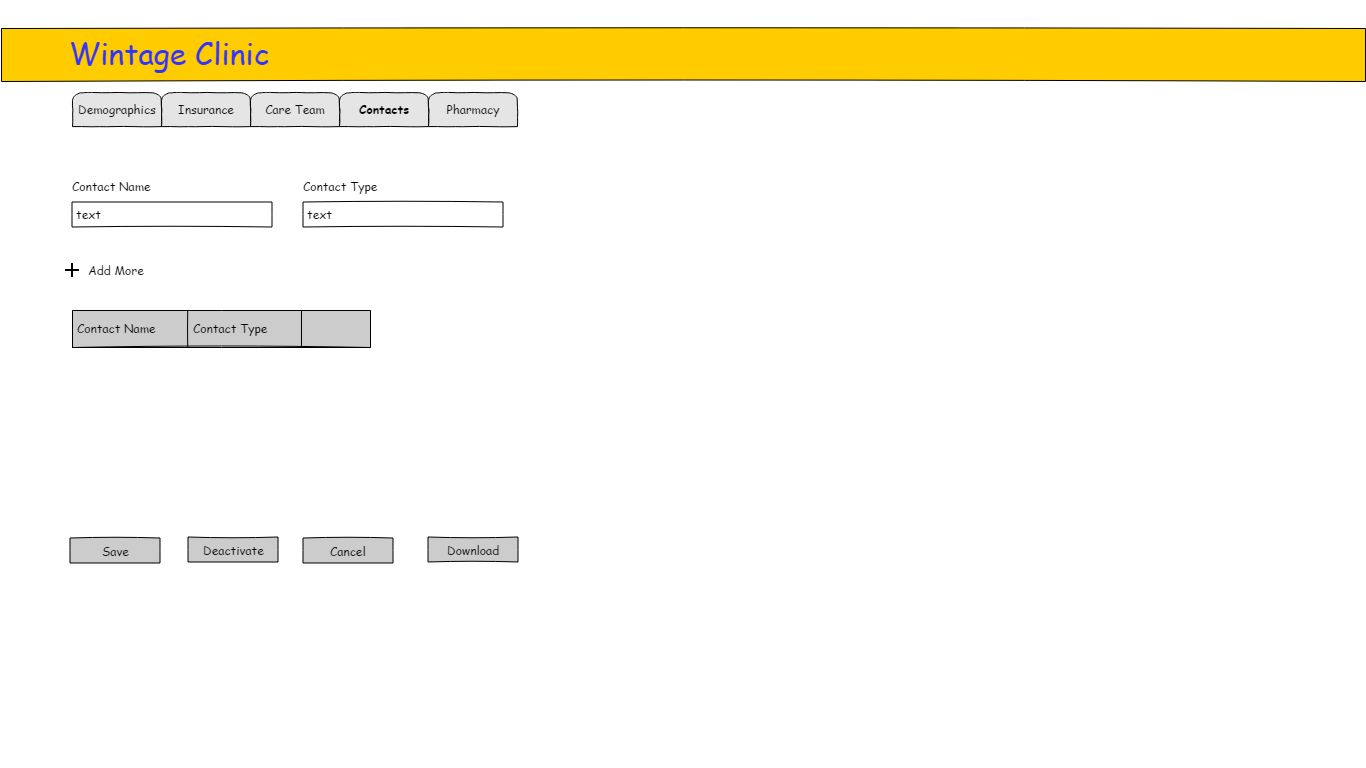 Wintage Clinic
Demographics Insurance Care Team Contacts Pharmacy
Contact Name Contact Type
text text
Add More
Contact Name Contact Type
Save Deactivate Cancel Download